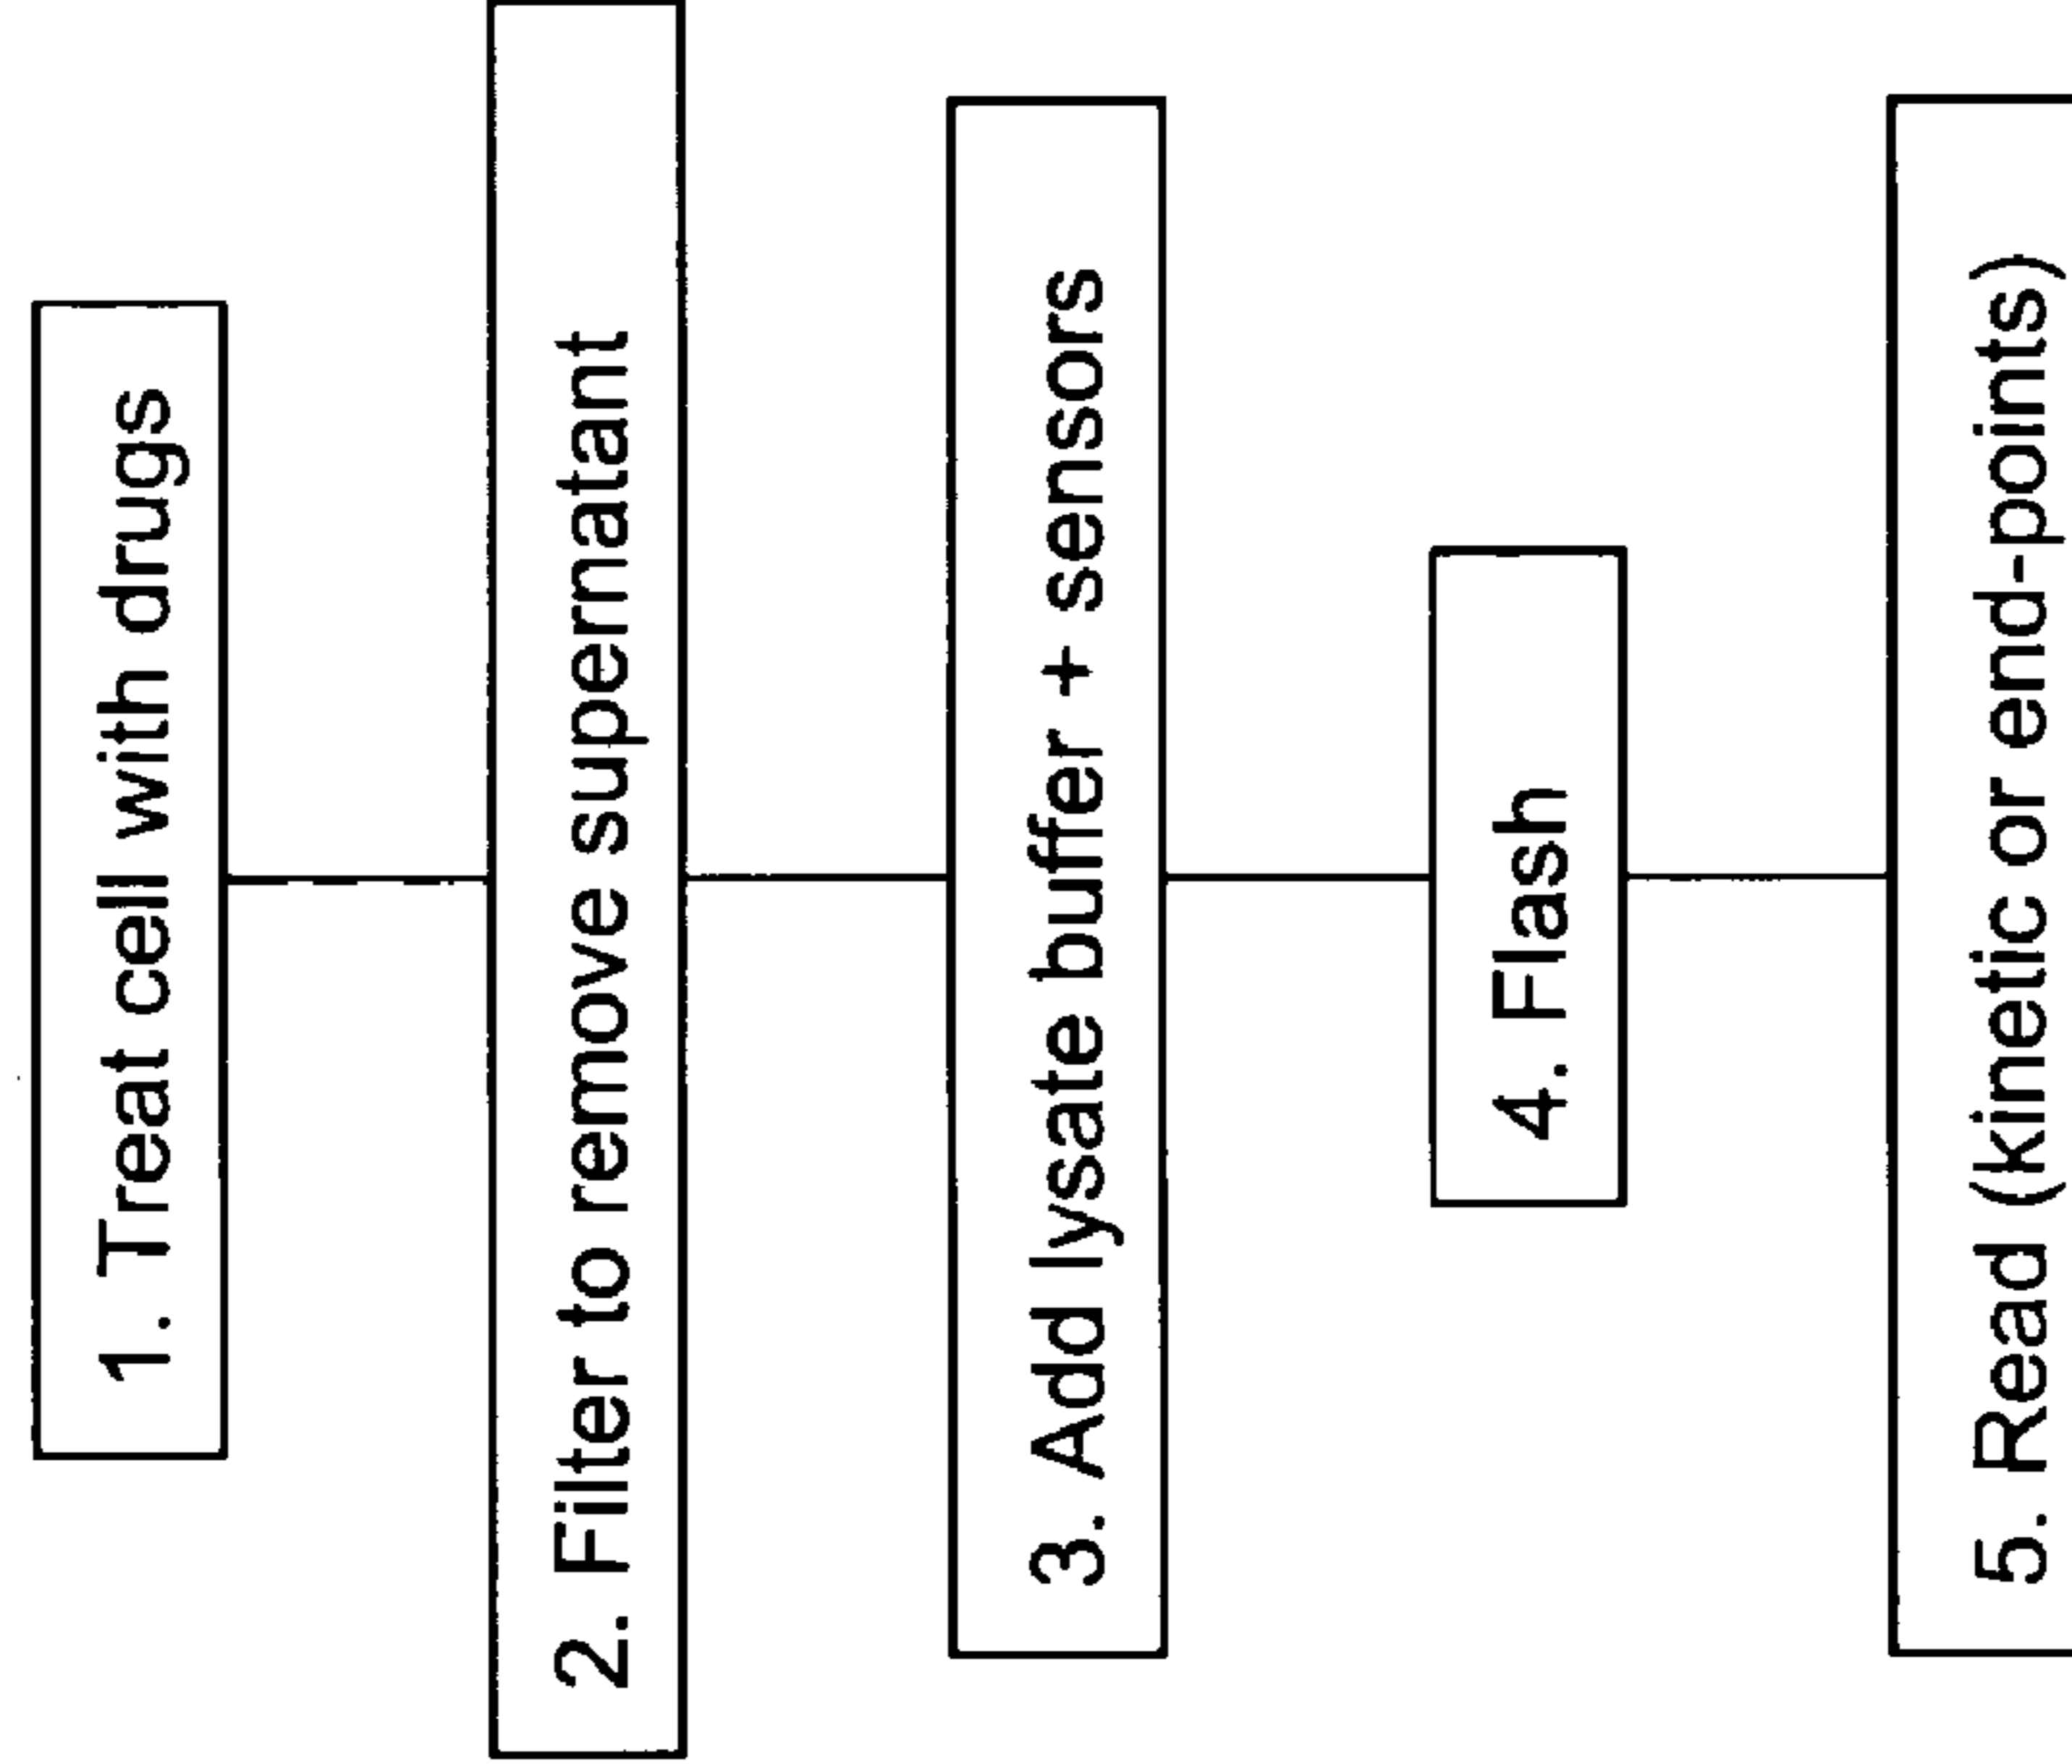 1. Treat cell with drugs
2. Filter to remove supernatant
3. Add lysate buffer + sensors
4. Flash
5. Read (kinetic or end-points)